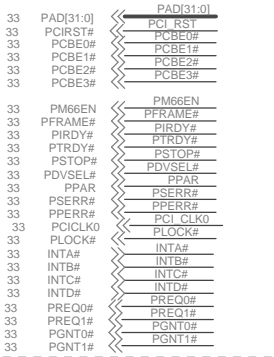 33 PAD[31:0] PAD[31:0]
33 PCIRST# PCI_RST
33 PCBE0# PCBE0#
33 PCBE1# PCBE1#
33 PCBE2# PCBE2#
33 PCBE3# PCBE3#
33 PM66EN PM66EN
33 PFRAME# PFRAME#
33 PIRDY# PIRDY#
33 PTRDY# PTRDY#
33 PSTOP# PSTOP#
33 PDVSEL# PDVSEL#
33 PPAR PPAR
33 PSERR# PSERR#
33 PPERR# PPERR#
33 PCICLK0 PCI_CLK0
33 PLOCK# PLOCK#
33 INTA# INTA#
33 INTB# INTB#
33 INTC# INTC#
33 INTD# INTD#
33 PREQ0# PREQ0#
33 PREQ1# PREQ1#
33 PGNT0# PGNT0#
33 PGNT1# PGNT1#